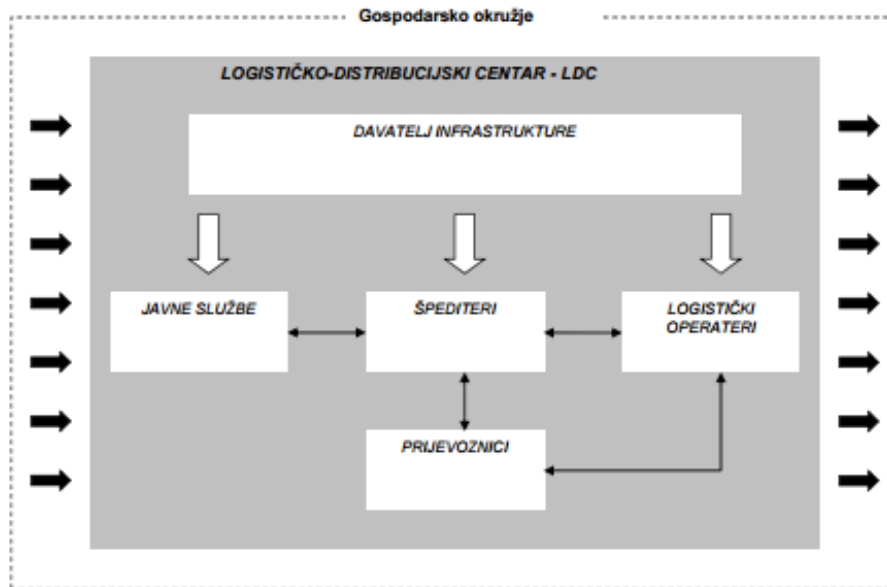 Gospodarsko okružje
LOGISTIČKO-DISTRIBUCIJSKI CENTAR - LDC
DAVATELJ INFRASTRUKTURE
JAVNE SLUŽBE
ŠPEDITERI
LOGISTIČKI
OPERATERI
PRIJEVOZNICI